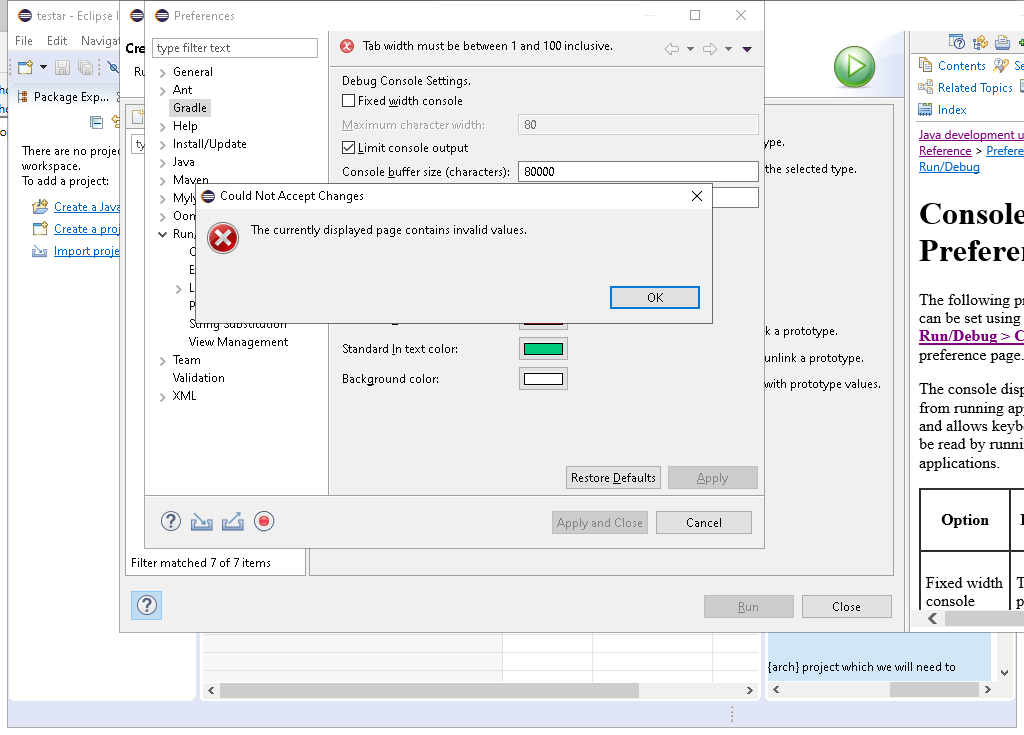 testar - Eclipse I
File Edit Navigat
Package Exp...
There are no projec
workspace.
To add a project:
Create a Java
Create a proj
Import proje
Cre
Ru
ty
Filter matched 7 of 7 items
Preferences
type filter text
General
Ant
Gradle
Help
Install/Update
Java
Maven
Myly
Oom
Run,
String Substitution
View Management
Team
Validation
XML
Tab width must be between 1 and 100 inclusive.
Debug Console Settings.
Fixed width console
Maximum character width: 80
Limit console output
Console buffer size (characters): 80000
Could Not Accept Changes
The currently displayed page contains invalid values.
OK
Standard In text color:
Background color:
Restore Defaults Apply
Apply and Close Cancel
ype.
the selected type.
k a prototype.
unlink a prototype.
with prototype values.
Run Close
Contents Se
Related Topics
Index
Java development u
Reference > Prefere
Run/Debug
Console
Prefere
The following pr
can be set using
Run/Debug > C
preference page.
The console disp
from running app
and allows keybo
be read by runnin
applications.
Option
Fixed width T
console p
{arch} project which we will need to